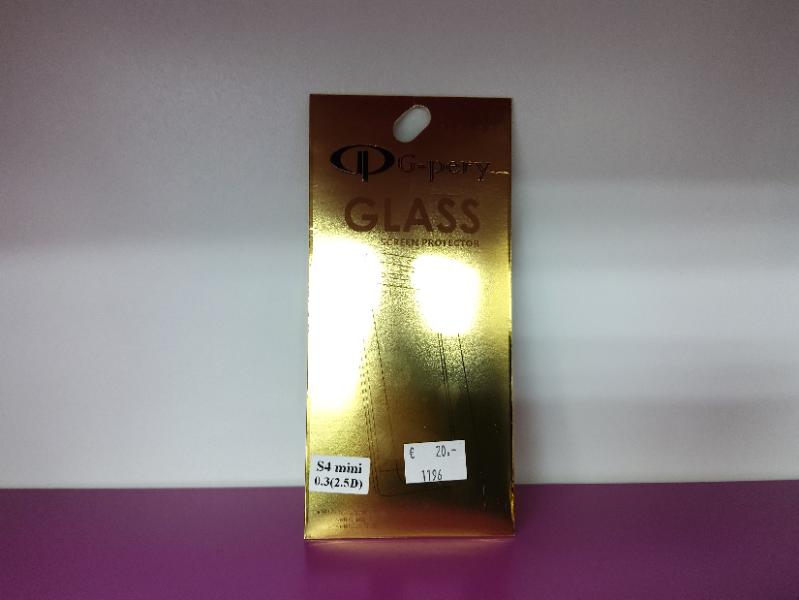 G-pery
GLASS
SCREEN PROTECTOR
S4 mini
0.3(2.5D)
€ 20.-
1196